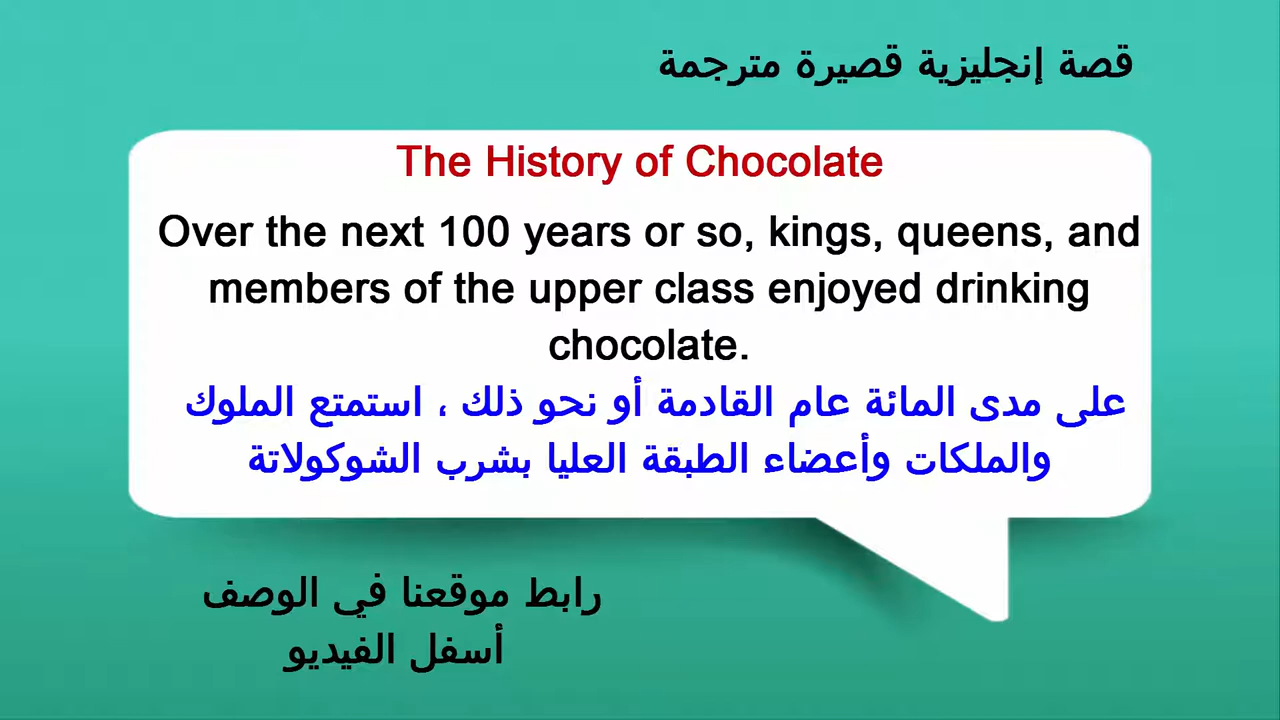 قصة إنجليزية قصيرة مترجمة
The History of Chocolate
Over the next 100 years or so, kings, queens, and
members of the upper class enjoyed drinking
chocolate.
على مدى المائة عام القادمة أو نحو ذلك ، استمتع الملوك
والملكات وأعضاء الطبقة العليا بشرب الشوكولاتة
رابط موقعنا في الوصف
أسفل الفيديو